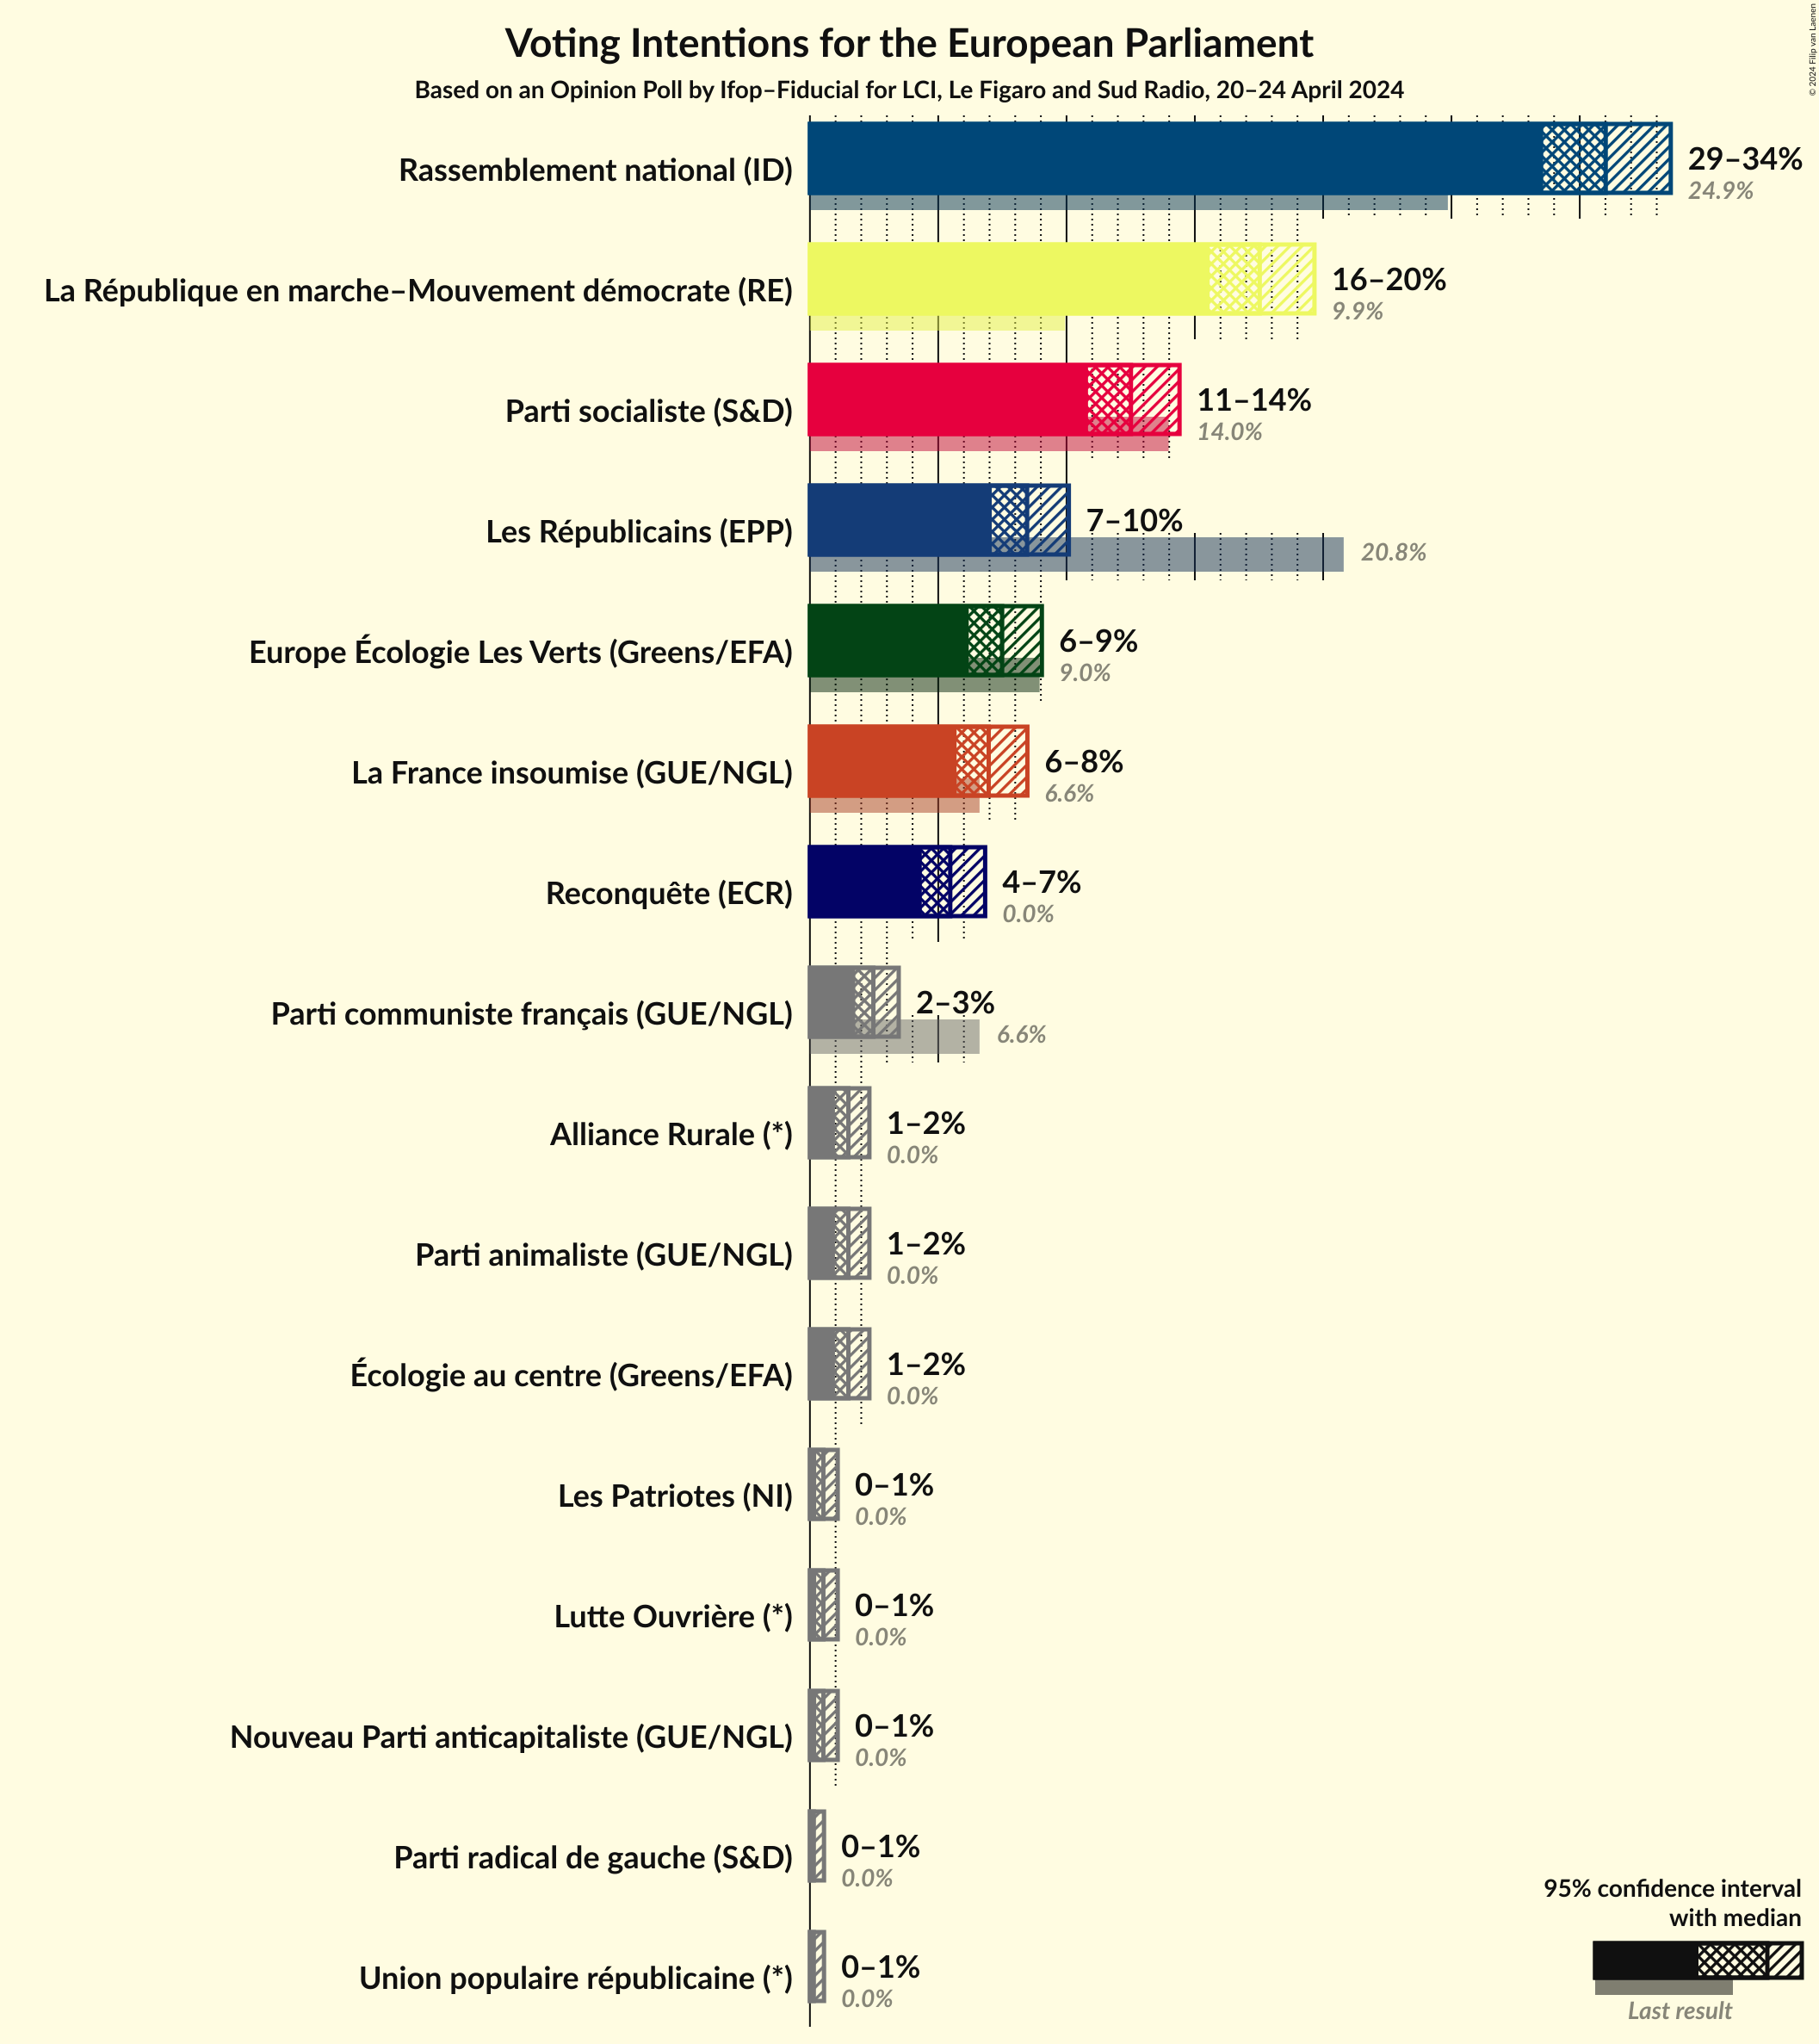 Voting Intentions for the European Parliament
Based on an Opinion Poll by Ifop–Fiducial for LCI, Le Figaro and Sud Radio, 20–24 April 2024
© 2024 Filip van Laenen
Rassemblement national (ID)
29–34%
24.9%
La République en marche–Mouvement démocrate (RE)
16–20%
9.9%
Parti socialiste (S&D)
11–14%
14.0%
Les Républicains (EPP)
7–10%
20.8%
Europe Écologie Les Verts (Greens/EFA)
6–9%
9.0%
La France insoumise (GUE/NGL)
6–8%
6.6%
Reconquête (ECR)
4–7%
0.0%
Parti communiste français (GUE/NGL)
2–3%
6.6%
Alliance Rurale (*)
1–2%
0.0%
Parti animaliste (GUE/NGL)
1–2%
0.0%
Écologie au centre (Greens/EFA)
1–2%
0.0%
Les Patriotes (NI)
0–1%
0.0%
Lutte Ouvrière (*)
0–1%
0.0%
Nouveau Parti anticapitaliste (GUE/NGL)
0–1%
0.0%
Parti radical de gauche (S&D)
0–1%
0.0%
Union populaire républicaine (*)
0–1%
0.0%
95% confidence interval
with median
Last result